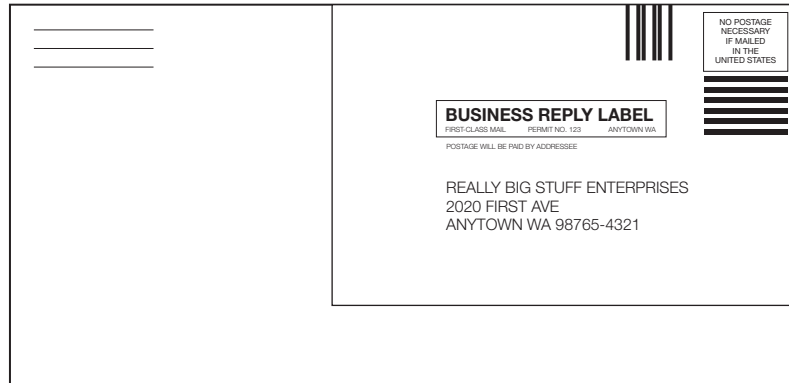 NO POSTAGE
NECESSARY
IF MAILED
IN THE
UNITED STATES
BUSINESS REPLY LABEL
FIRST-CLASS MAIL PERMIT NO. 123 ANYTOWN WA
POSTAGE WILL BE PAID BY ADDRESSEE
REALLY BIG STUFF ENTERPRISES
2020 FIRST AVE
ANYTOWN WA 98765-4321